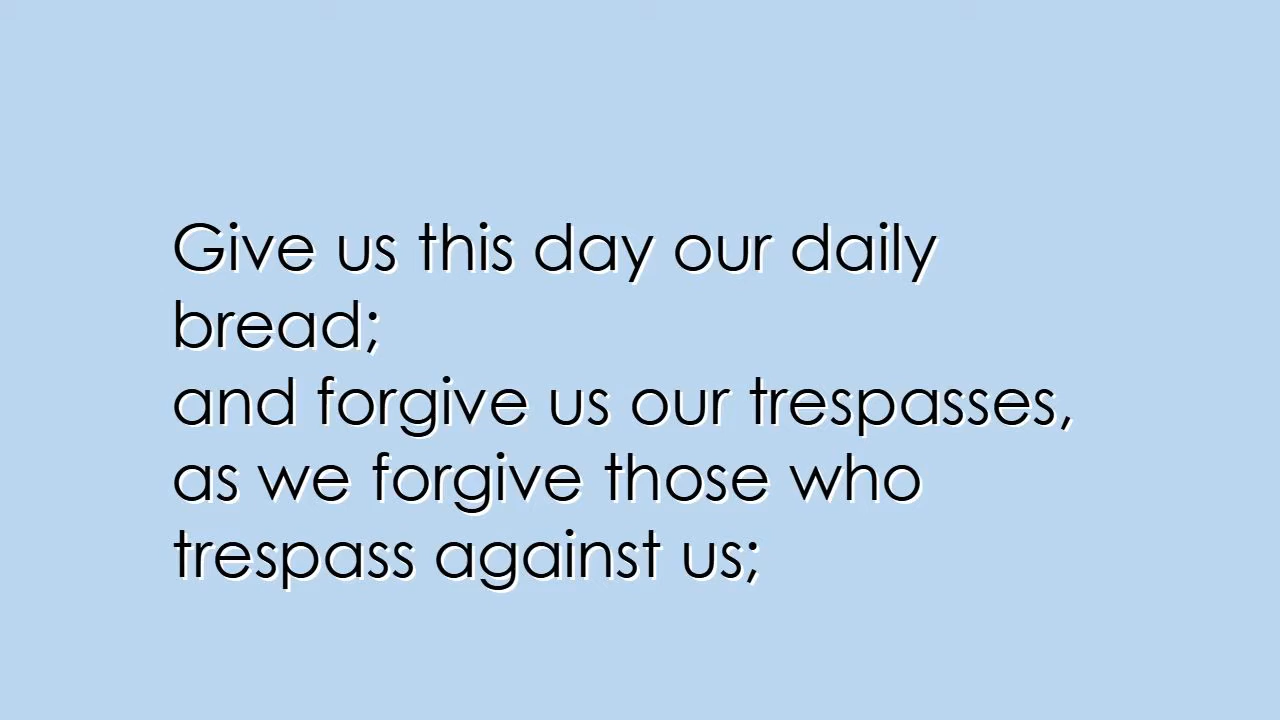 Give us this day our daily
bread;
and forgive us our trespasses,
as we forgive those who
trespass against us;